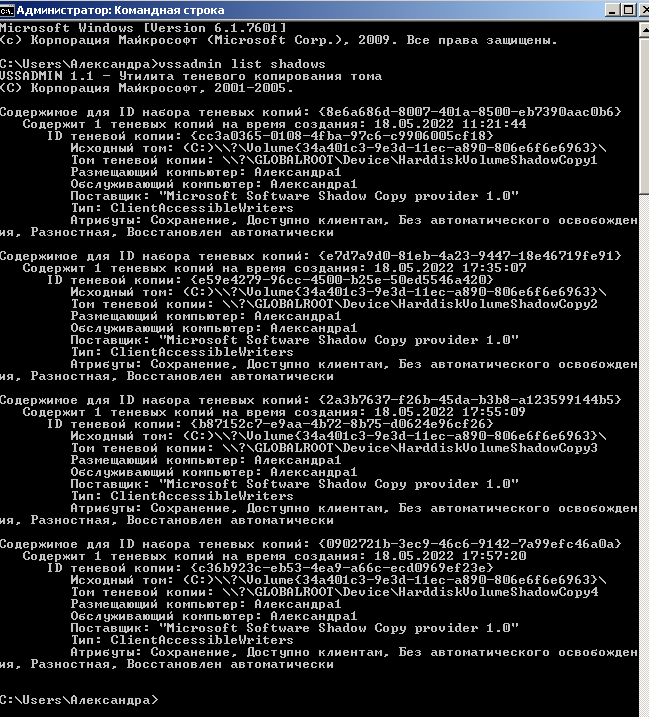 Администратор: Командная строка
Microsoft Windows [Version 6.1.7601]
(c) Корпорация Майкрософт (Microsoft Corp.), 2009. Все права защищены.
C:\Users\Александра>vssadmin list shadows
VSSADMIN 1.1 - Утилита теневого копирования тома
(C) Корпорация Майкрософт, 2001-2005.
Содержимое для ID набора теневых копий: {8e6a686d-8007-401a-8500-eb7390aac0b6}
Содержит 1 теневых копий на время создания: 18.05.2022 11:21:44
ID теневой копии: {cc3a0365-0108-4fba-97c6-c9906005cf18}
Исходный том: (C:)\\?\Volume{34a401c3-9e3d-11ec-a890-806e6f6e6963}\
Том теневой копии: \\?\GLOBALROOT\Device\HarddiskVolumeShadowCopy1
Размещающий компьютер: Александра1
Обслуживающий компьютер: Александра1
Поставщик: "Microsoft Software Shadow Copy provider 1.0"
Тип: ClientAccessibleWriters
Атрибуты: Сохранение, Доступно клиентам, Без автоматического освобожден
ия, Разностная, Восстановлен автоматически
Содержимое для ID набора теневых копий: {e7d7a9d0-81eb-4a23-9447-18e46719fe91}
Содержит 1 теневых копий на время создания: 18.05.2022 17:35:07
ID теневой копии: {e59e4279-96cc-4500-b25e-50ed5546a420}
Исходный том: (C:)\\?\Volume{34a401c3-9e3d-11ec-a890-806e6f6e6963}\
Том теневой копии: \\?\GLOBALROOT\Device\HarddiskVolumeShadowCopy2
Размещающий компьютер: Александра1
Обслуживающий компьютер: Александра1
Поставщик: "Microsoft Software Shadow Copy provider 1.0"
Тип: ClientAccessibleWriters
Атрибуты: Сохранение, Доступно клиентам, Без автоматического освобожден
ия, Разностная, Восстановлен автоматически
Содержимое для ID набора теневых копий: {2a3b7637-f26b-45da-b3b8-a123599144b5}
Содержит 1 теневых копий на время создания: 18.05.2022 17:55:09
ID теневой копии: {b87152c7-e9aa-4b72-8b75-d0624e96cf26}
Исходный том: (C:)\\?\Volume{34a401c3-9e3d-11ec-a890-806e6f6e6963}\
Том теневой копии: \\?\GLOBALROOT\Device\HarddiskVolumeShadowCopy3
Размещающий компьютер: Александра1
Обслуживающий компьютер: Александра1
Поставщик: "Microsoft Software Shadow Copy provider 1.0"
Тип: ClientAccessibleWriters
Атрибуты: Сохранение, Доступно клиентам, Без автоматического освобожден
ия, Разностная, Восстановлен автоматически
Содержимое для ID набора теневых копий: {0902721b-3ec9-46c6-9142-7a99efc46a0a}
Содержит 1 теневых копий на время создания: 18.05.2022 17:57:20
ID теневой копии: {c36b923c-eb53-4ea9-a66c-ecd0969ef23e}
Исходный том: (C:)\\?\Volume{34a401c3-9e3d-11ec-a890-806e6f6e6963}\
Том теневой копии: \\?\GLOBALROOT\Device\HarddiskVolumeShadowCopy4
Размещающий компьютер: Александра1
Обслуживающий компьютер: Александра1
Поставщик: "Microsoft Software Shadow Copy provider 1.0"
Тип: ClientAccessibleWriters
Атрибуты: Сохранение, Доступно клиентам, Без автоматического освобожден
ия, Разностная, Восстановлен автоматически
C:\Users\Александра>